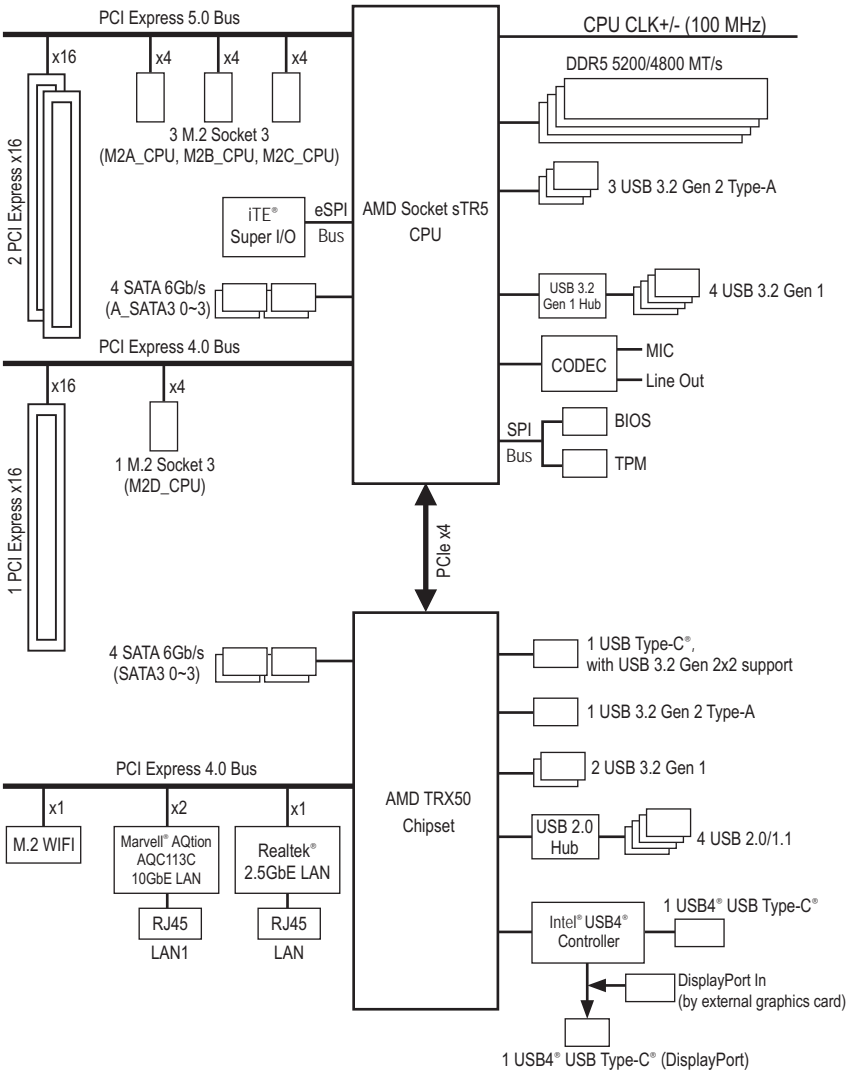 PCI Express 5.0 Bus
CPU CLK+/- (100 MHz)
x16
x4
x4
x4
DDR5 5200/4800 MT/s
2 PCI Express x16
3 M.2 Socket 3
(M2A_CPU, M2B_CPU, M2C_CPU)
3 USB 3.2 Gen 2 Type-A
iTE®
Super I/O
eSPI
Bus
AMD Socket sTR5
CPU
4 SATA 6Gb/s
(A_SATA3 0~3)
USB 3.2
Gen 1 Hub
4 USB 3.2 Gen 1
PCI Express 4.0 Bus
CODEC
MIC
Line Out
x16
x4
1 PCI Express x16
1 M.2 Socket 3
(M2D_CPU)
SPI
Bus
BIOS
TPM
PCIe x4
4 SATA 6Gb/s
(SATA3 0~3)
1 USB Type-C®,
with USB 3.2 Gen 2x2 support
1 USB 3.2 Gen 2 Type-A
2 USB 3.2 Gen 1
PCI Express 4.0 Bus
AMD TRX50
Chipset
x1
x2
x1
M.2 WIFI
Marvell® AQtion
AQC113C
10GbE LAN
Realtek®
2.5GbE LAN
USB 2.0
Hub
4 USB 2.0/1.1
RJ45
RJ45
LAN1
LAN
Intel® USB4®
Controller
1 USB4® USB Type-C®
DisplayPort In
(by external graphics card)
1 USB4® USB Type-C® (DisplayPort)